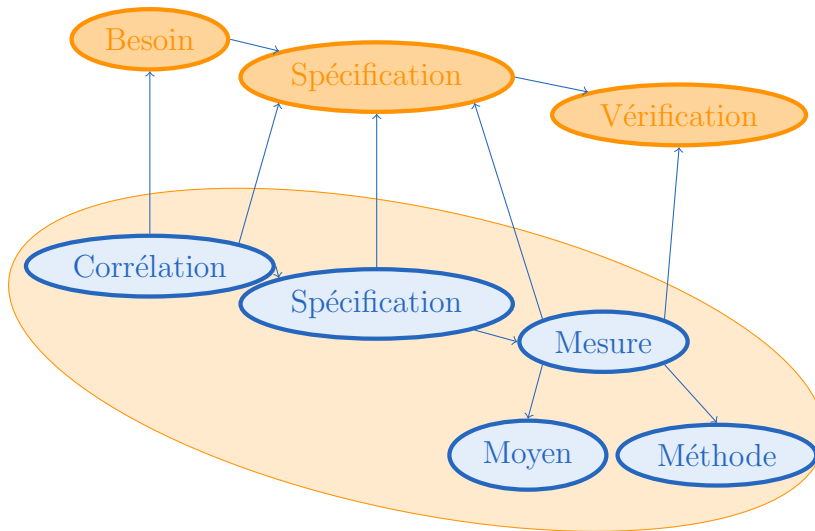 Besoin
Spécification
Vérification
Corrélation
Spécification
Mesure
Moyen
Méthode